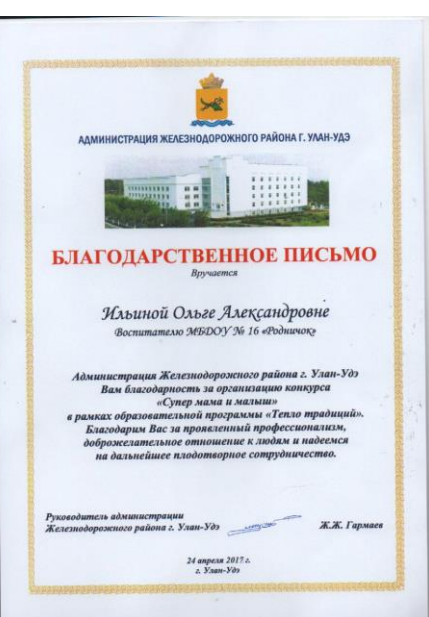 АДМИНИСТРАЦИЯ ЖЕЛЕЗНОДОРОЖНОГО РАЙОНА Г. УЛАН-УДЭ
БЛАГОДАРСТВЕННОЕ ПИСЬМО
Вручается
Ильиной Ольге Александровне
Воспитателю МБДОУ № 16 «Родничок»
Администрация Железнодорожного района г. Улан-Удэ
Вам благодарность за организацию конкурса
«Супер мама и малыш»
в рамках образовательной программы «Тепло традиций».
Благодарим Вас за проявленный профессионализм,
доброжелательное отношение к людям и надеемся
на дальнейшее плодотворное сотрудничество.
Руководитель администрации
Железнодорожного района г. Улан-Удэ Ж.Ж. Гармаев
24 апреля 2017 г.
г. Улан-Удэ